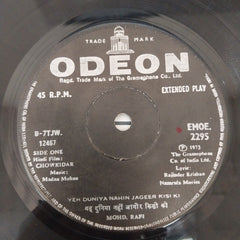 TRADE MARK
ODEON
Regd. Trade Mark of The Gramophone Co., Ltd.
45 R.P.M. EXTENDED PLAY
B-7TJW. 12467
EMOE. 2295
SIDE ONE
Hindi Film:
CHOWKIDAR
Music:
Madan Mohan
℗ 1973
The Gramophone Co. of India Ltd.
Lyric:
Rajinder Krishan
Namrata Movies
YEH DUNIYA NAHIN JAGEER KISI KI
यह दुनिया नहीं जागीर किसी की
MOHD. RAFI